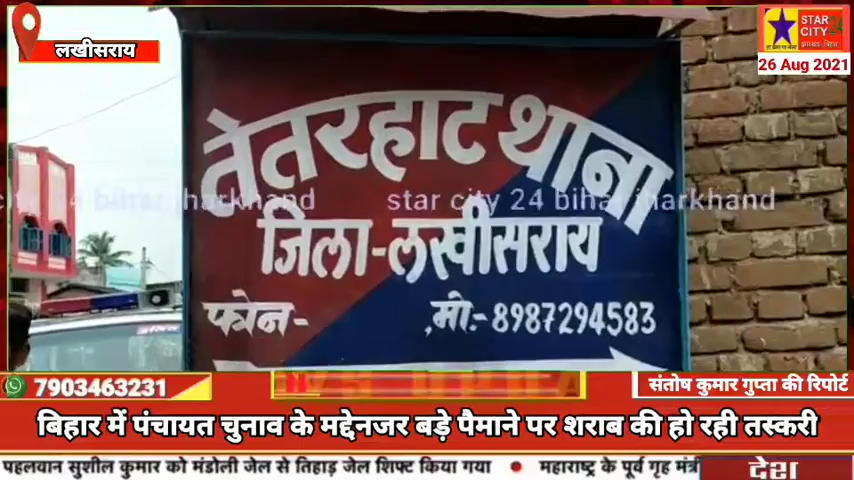 लखीसराय
STAR
CITY 24
26 Aug 2021
तेतरहाट थाना
star city 24 bihar jharkhand
जिला-लखीसराय
फोन-
मो:-8987294583
7903463231
संतोष कुमार गुप्ता की रिपोर्ट
बिहार में पंचायत चुनाव के मद्देनजर बड़े पैमाने पर शराब की हो रही तस्करी
पहलवान सुशील कुमार को मंडोली जेल से तिहाड़ जेल शिफ्ट किया गया • महाराष्ट्र के पूर्व गृह मंत्र
देश